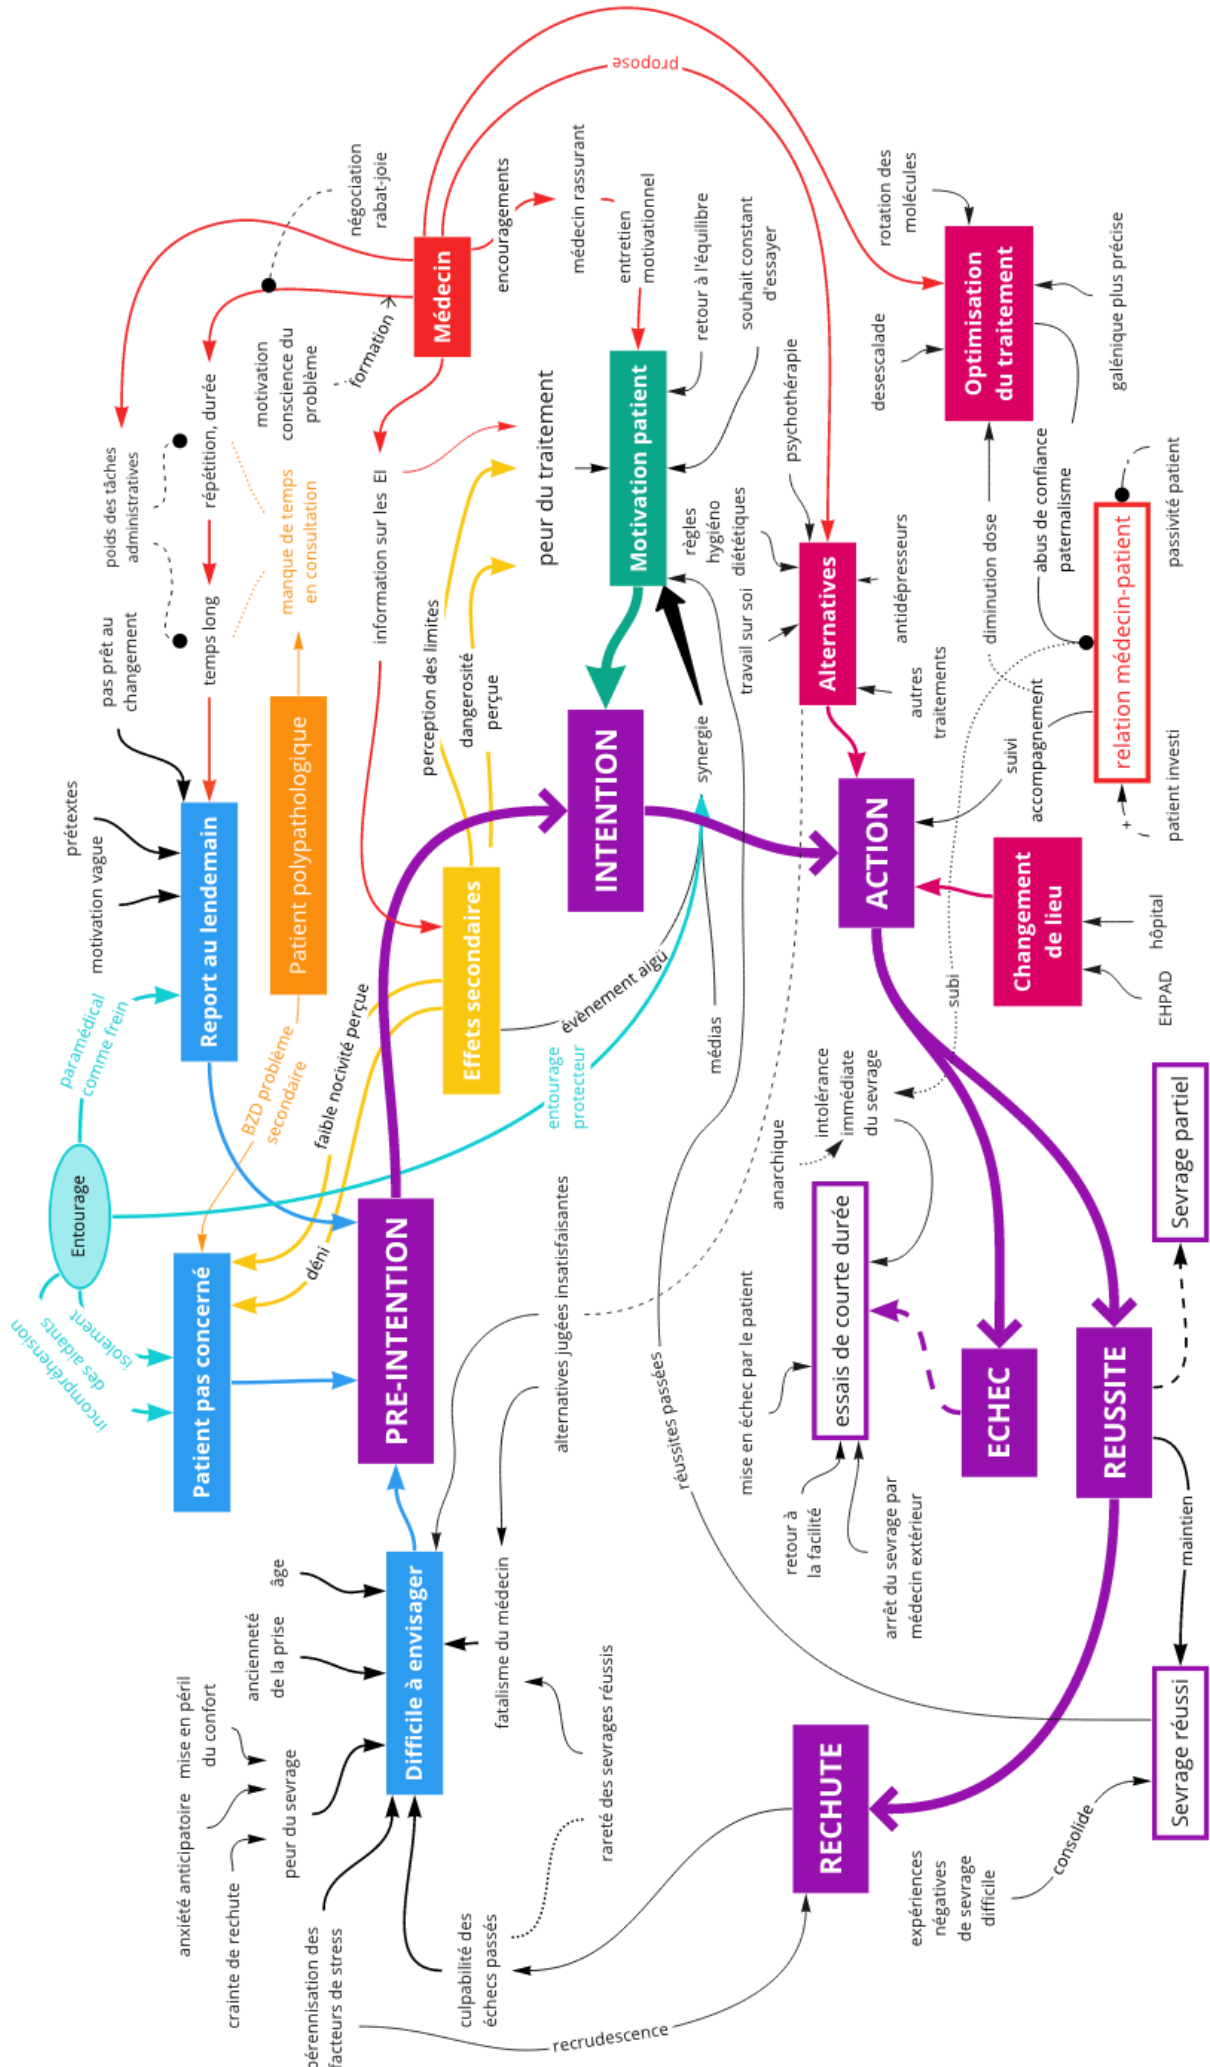 incompréhension
des aidants
isolement
Entourage
paramédical
comme frein
motivation vague
prétextes
pas prêt au
changement
poids des tâches
administratives
Patient pas concerné
Report au lendemain
temps long
répétition, durée
BZD problème
secondaire
Patient polypathologique
manque de temps
en consultation
motivation
conscience du
problème
formation
négociation
rabat-joie
déni
faible nocivité perçue
information sur les EI
Médecin
propose
anxiété anticipatoire
mise en péril
du confort
crainte de rechute
peur du sevrage
ancienneté
de la prise
âge
pérennisation des
facteurs de stress
Difficile à envisager
PRE-INTENTION
Effets secondaires
perception des limites
dangerosité
perçue
peur du traitement
encouragements
médecin rassurant
entretien
motivationnel
culpabilité des
échecs passés
fatalisme du médecin
alternatives jugées insatisfaisantes
entourage
protecteur
évènement aigü
INTENTION
Motivation patient
retour à l'équilibre
souhait constant
d'essayer
rareté des sevrages réussis
réussites passées
médias
synergie
recrudescence
mise en échec par le patient
anarchique
intolérance
immédiate
du sevrage
travail sur soi
règles
hygiéno
diététiques
psychothérapie
RECHUTE
retour à
la facilité
essais de courte durée
ACTION
Alternatives
autres
traitements
antidépresseurs
desescalade
rotation des
molécules
arrêt du sevrage par
médecin extérieur
subi
Optimisation
du traitement
diminution dose
expériences
négatives
de sevrage
difficile
ECHEC
Changement
de lieu
suivi
accompagnement
abus de confiance
paternalisme
galénique plus précise
consolide
REUSSITE
relation médecin-patient
maintien
EHPAD
hôpital
+
patient investi
-
passivité patient
Sevrage réussi
Sevrage partiel